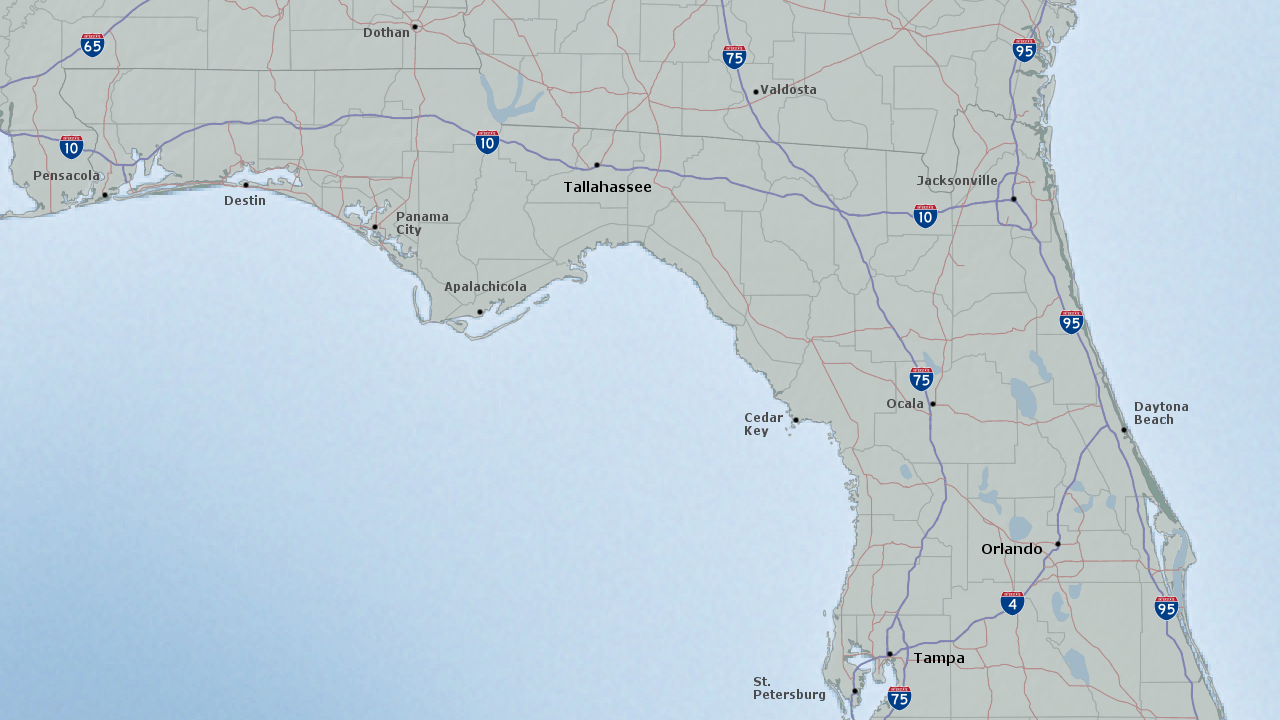 Dothan
65
75
95
Valdosta
10
10
Pensacola
Tallahassee
Jacksonville
Destin
10
Panama
City
Apalachicola
95
75
Ocala
Cedar
Key
Daytona
Beach
Orlando
4
95
Tampa
St.
Petersburg
75